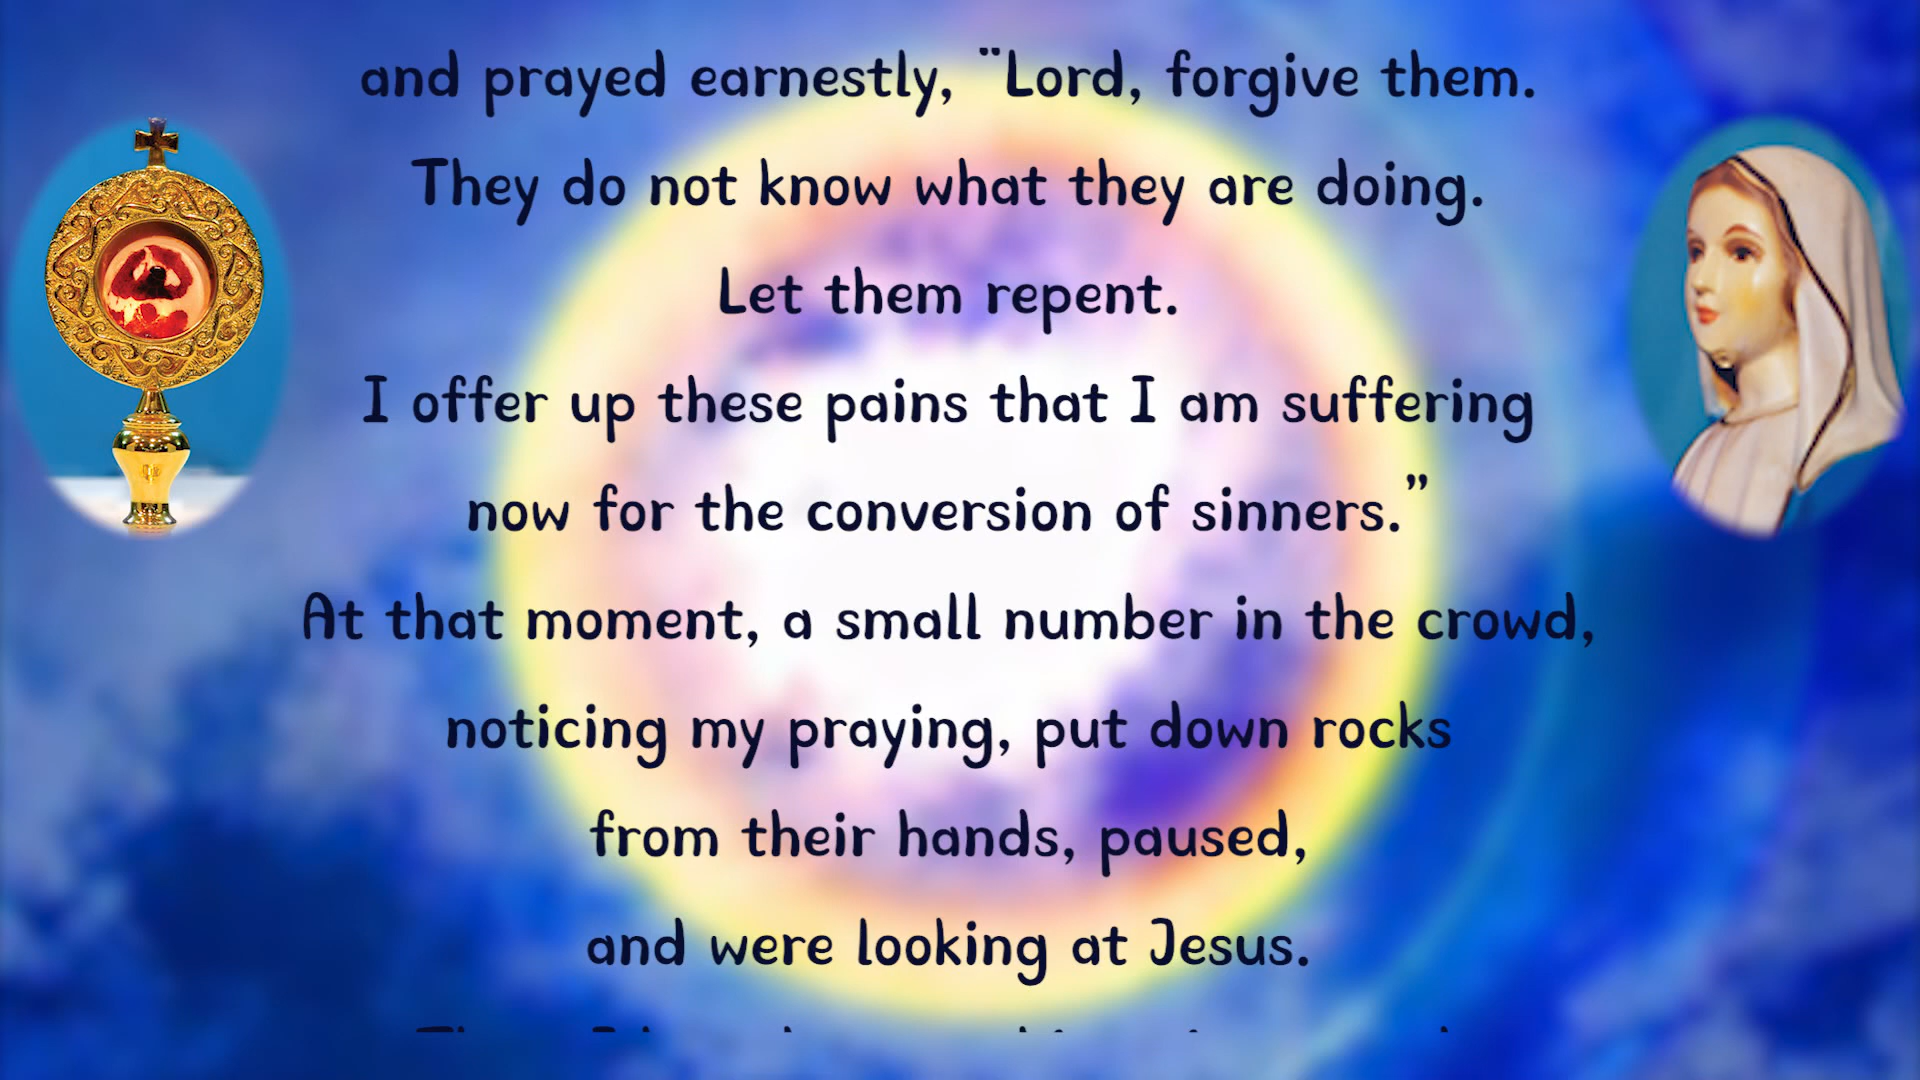 and prayed earnestly, "Lord, forgive them.
They do not know what they are doing.
Let them repent.
I offer up these pains that I am suffering
now for the conversion of sinners.”
At that moment, a small number in the crowd,
noticing my praying, put down rocks
from their hands, paused,
and were looking at Jesus.